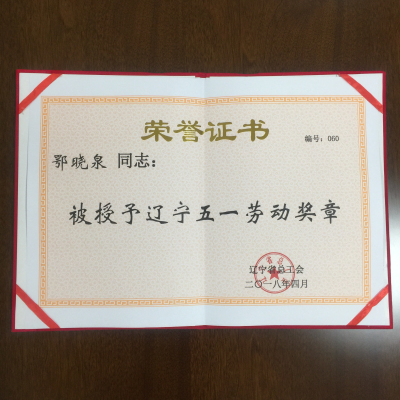 荣誉证书
编号：060
鄂晓泉 同志：
被授予辽宁五一劳动奖章
辽宁省总工会
二〇一八年四月